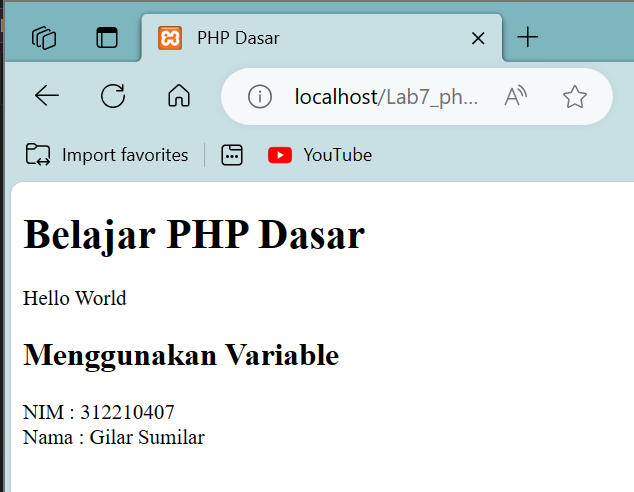 PHP Dasar
localhost/Lab7_ph...
Import favorites
YouTube
Belajar PHP Dasar
Hello World
Menggunakan Variable
NIM : 312210407
Nama : Gilar Sumilar